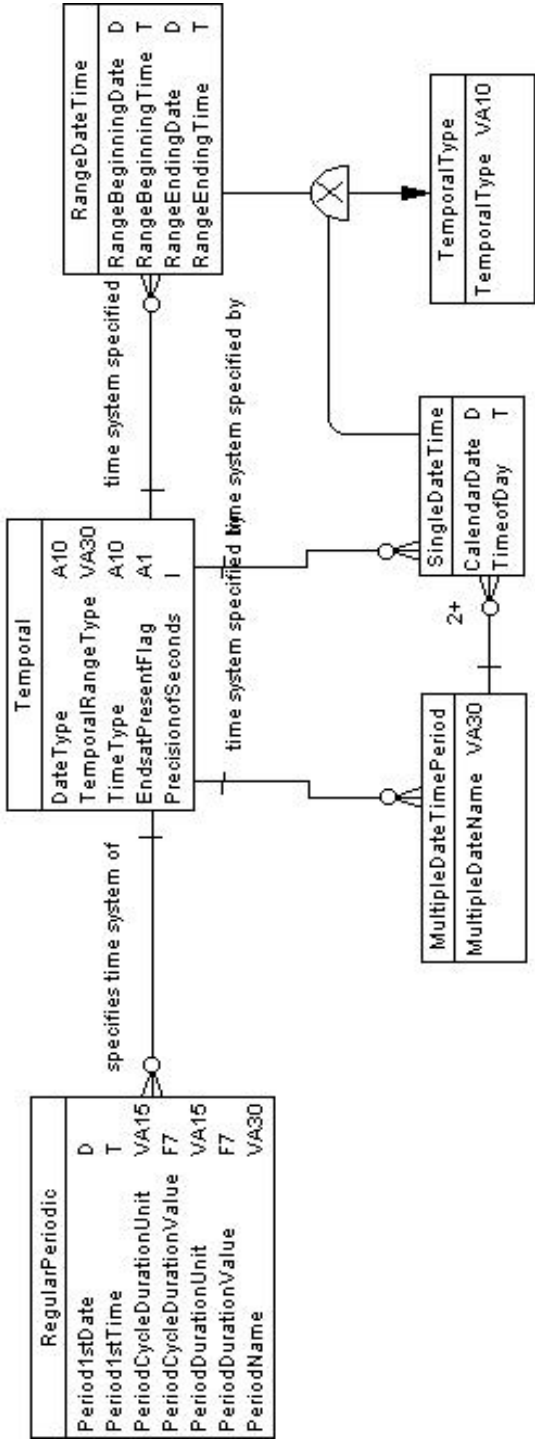 RegularPeriodic
Period1stDate D
Period1stTime T
PeriodCycleDurationUnit VA15
PeriodCycleDurationValue F7
PeriodDurationUnit VA15
PeriodDurationValue F7
PeriodName VA30
specifies time system of
Temporal
DateType A10
TemporalRangeType VA30
TimeType A10
EndsatPresentFlag A1
PrecisionofSeconds I
time system specified by
time system specified by
time system specified
RangeDateTime
RangeBeginningDate D
RangeBeginningTime T
RangeEndingDate D
RangeEndingTime T
MultipleDateTimePeriod
MultipleDateName VA30
2+
SingleDateTime
CalendarDate D
TimeofDay T
TemporalType
TemporalType VA10